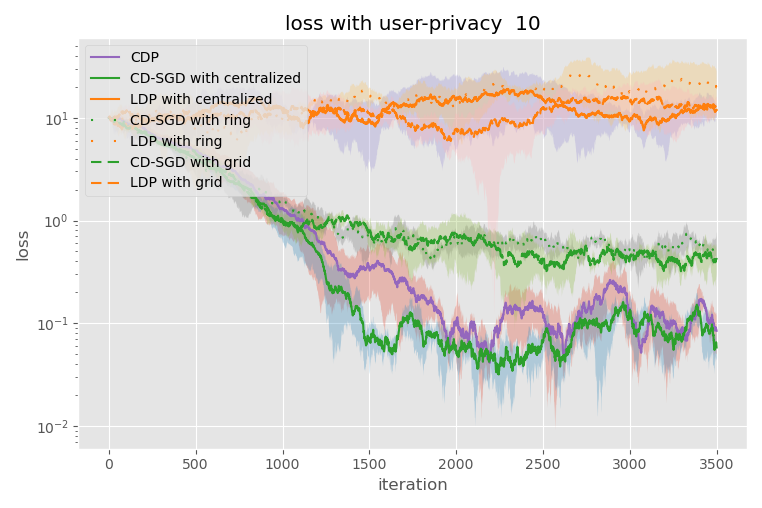 loss with user-privacy  10
CDP
CD-SGD with centralized
LDP with centralized
CD-SGD with ring
LDP with ring
CD-SGD with grid
LDP with grid
loss
10¹
10⁰
10⁻¹
10⁻²
0 500 1000 1500 2000 2500 3000 3500
iteration